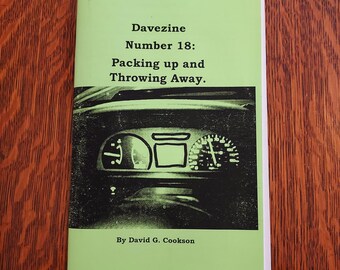 Davezine
Number 18:
Packing up and
Throwing Away.
By David G. Cookson